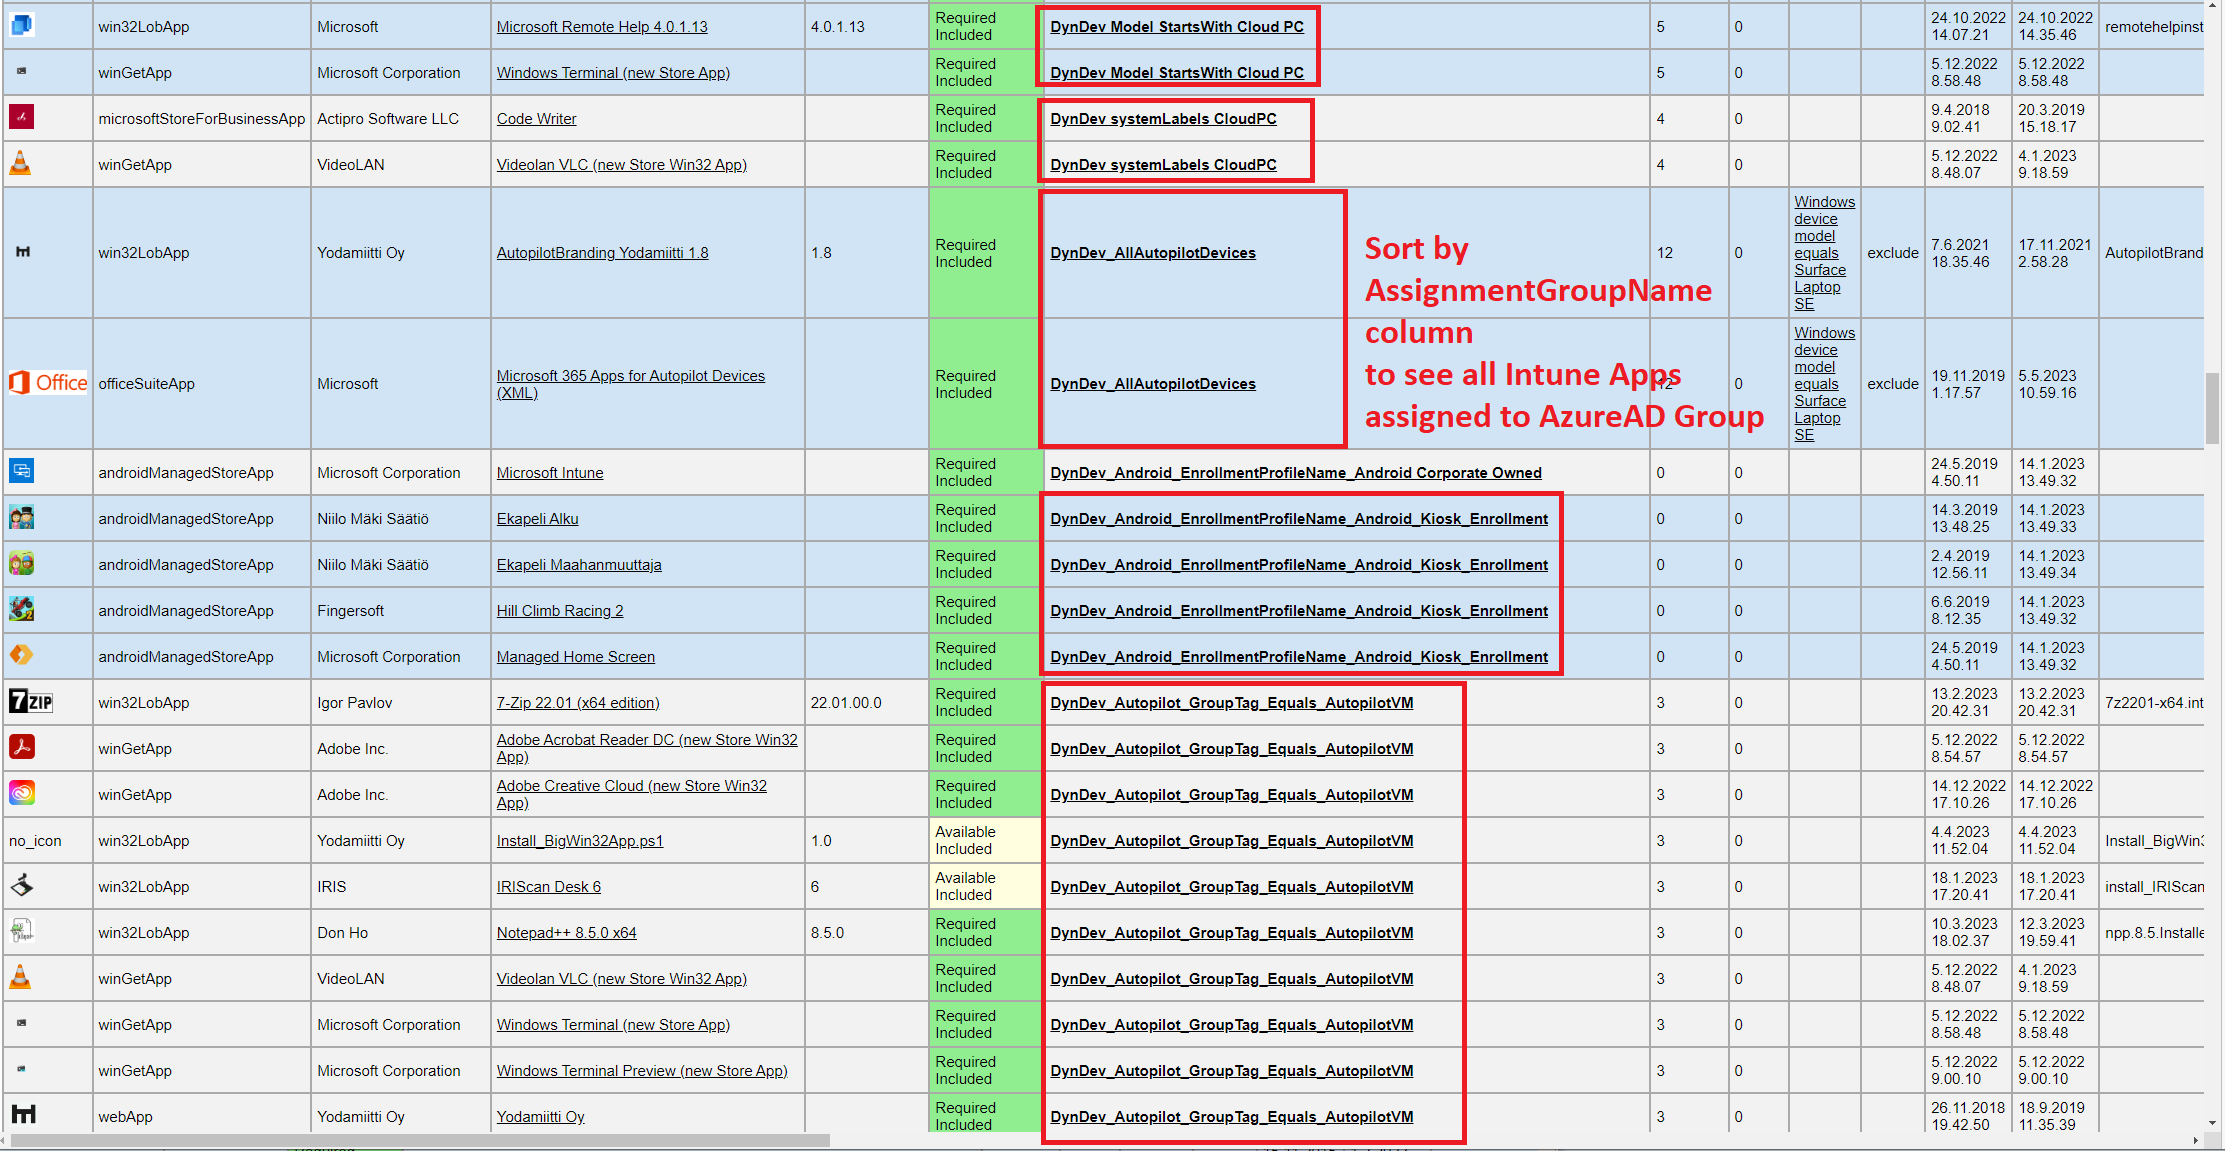 win32LobApp Microsoft Microsoft Remote Help 4.0.1.13 4.0.1.13 Required Included DynDev Model StartsWith Cloud PC 5 0 24.10.2022 14.07.21 24.10.2022 14.35.46 remotehelpinst
winGetApp Microsoft Corporation Windows Terminal (new Store App) Required Included DynDev Model StartsWith Cloud PC 5 0 5.12.2022 8.58.48 5.12.2022 8.58.48
microsoftStoreForBusinessApp Actipro Software LLC Code Writer Required Included DynDev systemLabels CloudPC 4 0 9.4.2018 9.02.41 20.3.2019 15.18.17
winGetApp VideoLAN Videolan VLC (new Store Win32 App) Required Included DynDev systemLabels CloudPC 4 0 5.12.2022 8.48.07 4.1.2023 9.18.59
win32LobApp Yodamiitti Oy AutopilotBranding Yodamiitti 1.8 1.8 Required Included DynDev_AllAutopilotDevices 12 0 Windows device model equals Surface Laptop SE exclude 7.6.2021 18.35.46 17.11.2021 2.58.28 AutopilotBrand
Sort by
AssignmentGroupName
column
to see all Intune Apps
assigned to AzureAD Group
Office officeSuiteApp Microsoft Microsoft 365 Apps for Autopilot Devices (XML) Required Included DynDev_AllAutopilotDevices 12 0 Windows device model equals Surface Laptop SE exclude 19.11.2019 1.17.57 5.5.2023 10.59.16
androidManagedStoreApp Microsoft Corporation Microsoft Intune Required Included DynDev_Android_EnrollmentProfileName_Android Corporate Owned 0 0 24.5.2019 4.50.11 14.1.2023 13.49.32
androidManagedStoreApp Niilo Mäki Säätiö Ekapeli Alku Required Included DynDev_Android_EnrollmentProfileName_Android_Kiosk_Enrollment 0 0 14.3.2019 13.48.25 14.1.2023 13.49.33
androidManagedStoreApp Niilo Mäki Säätiö Ekapeli Maahanmuuttaja Required Included DynDev_Android_EnrollmentProfileName_Android_Kiosk_Enrollment 0 0 2.4.2019 12.56.11 14.1.2023 13.49.34
androidManagedStoreApp Fingersoft Hill Climb Racing 2 Required Included DynDev_Android_EnrollmentProfileName_Android_Kiosk_Enrollment 0 0 6.6.2019 8.12.35 14.1.2023 13.49.32
androidManagedStoreApp Microsoft Corporation Managed Home Screen Required Included DynDev_Android_EnrollmentProfileName_Android_Kiosk_Enrollment 0 0 24.5.2019 4.50.11 14.1.2023 13.49.32
7ZIP win32LobApp Igor Pavlov 7-Zip 22.01 (x64 edition) 22.01.00.0 Required Included DynDev_Autopilot_GroupTag_Equals_AutopilotVM 3 0 13.2.2023 20.42.31 13.2.2023 20.42.31 7z2201-x64.int
winGetApp Adobe Inc. Adobe Acrobat Reader DC (new Store Win32 App) Required Included DynDev_Autopilot_GroupTag_Equals_AutopilotVM 3 0 5.12.2022 8.54.57 5.12.2022 8.54.57
winGetApp Adobe Inc. Adobe Creative Cloud (new Store Win32 App) Required Included DynDev_Autopilot_GroupTag_Equals_AutopilotVM 3 0 14.12.2022 17.10.26 14.12.2022 17.10.26
no_icon win32LobApp Yodamiitti Oy Install_BigWin32App.ps1 1.0 Available Included DynDev_Autopilot_GroupTag_Equals_AutopilotVM 3 0 4.4.2023 11.52.04 4.4.2023 11.52.04 Install_BigWin3
win32LobApp IRIS IRIScan Desk 6 6 Available Included DynDev_Autopilot_GroupTag_Equals_AutopilotVM 3 0 18.1.2023 17.20.41 18.1.2023 17.20.41 install_IRIScan
win32LobApp Don Ho Notepad++ 8.5.0 x64 8.5.0 Required Included DynDev_Autopilot_GroupTag_Equals_AutopilotVM 3 0 10.3.2023 18.02.37 12.3.2023 19.59.41 npp.8.5.Installe
winGetApp VideoLAN Videolan VLC (new Store Win32 App) Required Included DynDev_Autopilot_GroupTag_Equals_AutopilotVM 3 0 5.12.2022 8.48.07 4.1.2023 9.18.59
winGetApp Microsoft Corporation Windows Terminal (new Store App) Required Included DynDev_Autopilot_GroupTag_Equals_AutopilotVM 3 0 5.12.2022 8.58.48 5.12.2022 8.58.48
winGetApp Microsoft Corporation Windows Terminal Preview (new Store App) Required Included DynDev_Autopilot_GroupTag_Equals_AutopilotVM 3 0 5.12.2022 9.00.10 5.12.2022 9.00.10
webApp Yodamiitti Oy Yodamiitti Oy Required Included DynDev_Autopilot_GroupTag_Equals_AutopilotVM 3 0 26.11.2018 19.42.50 18.9.2019 11.35.39